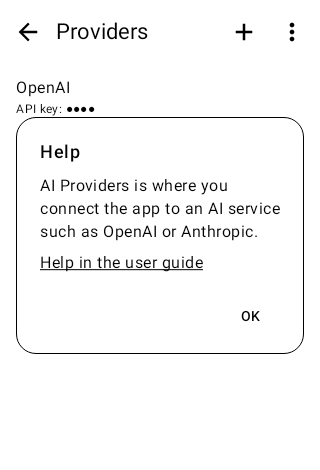 Providers
OpenAI
API key: ••••
Help
AI Providers is where you
connect the app to an AI service
such as OpenAI or Anthropic.
Help in the user guide
OK